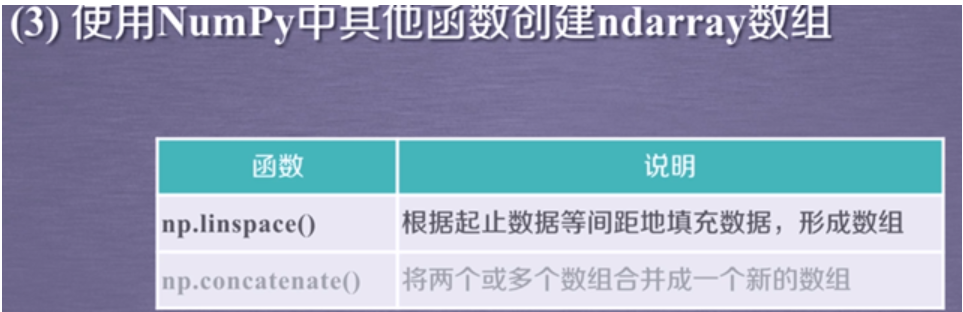 (3) 使用NumPy中其他函数创建ndarray数组
函数 说明
np.linspace() 根据起止数据等间距地填充数据，形成数组
np.concatenate() 将两个或多个数组合并成一个新的数组